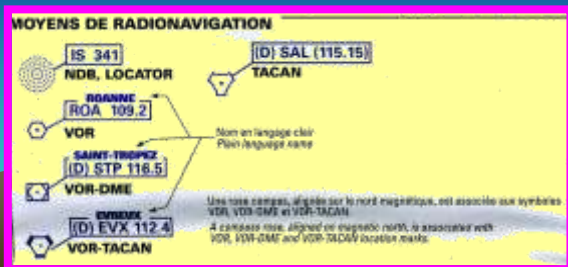 MOYENS DE RADIONAVIGATION
IS 341
NDB, LOCATOR
(D) SAL (115.15)
TACAN
ROANNE
ROA 109.2
VOR
Nom en langage clair
Plain language name
SAINT-TROPEZ
(D) STP 116.5
VOR-DME
Une rose compas, alignée sur le nord magnétique, est associée aux symboles
VOR, VOR-DME et VOR-TACAN.
A compass rose, aligned on magnetic north, is associated with
VOR, VOR-DME and VOR-TACAN location marks.
EVREUX
(D) EVX 112.4
VOR-TACAN